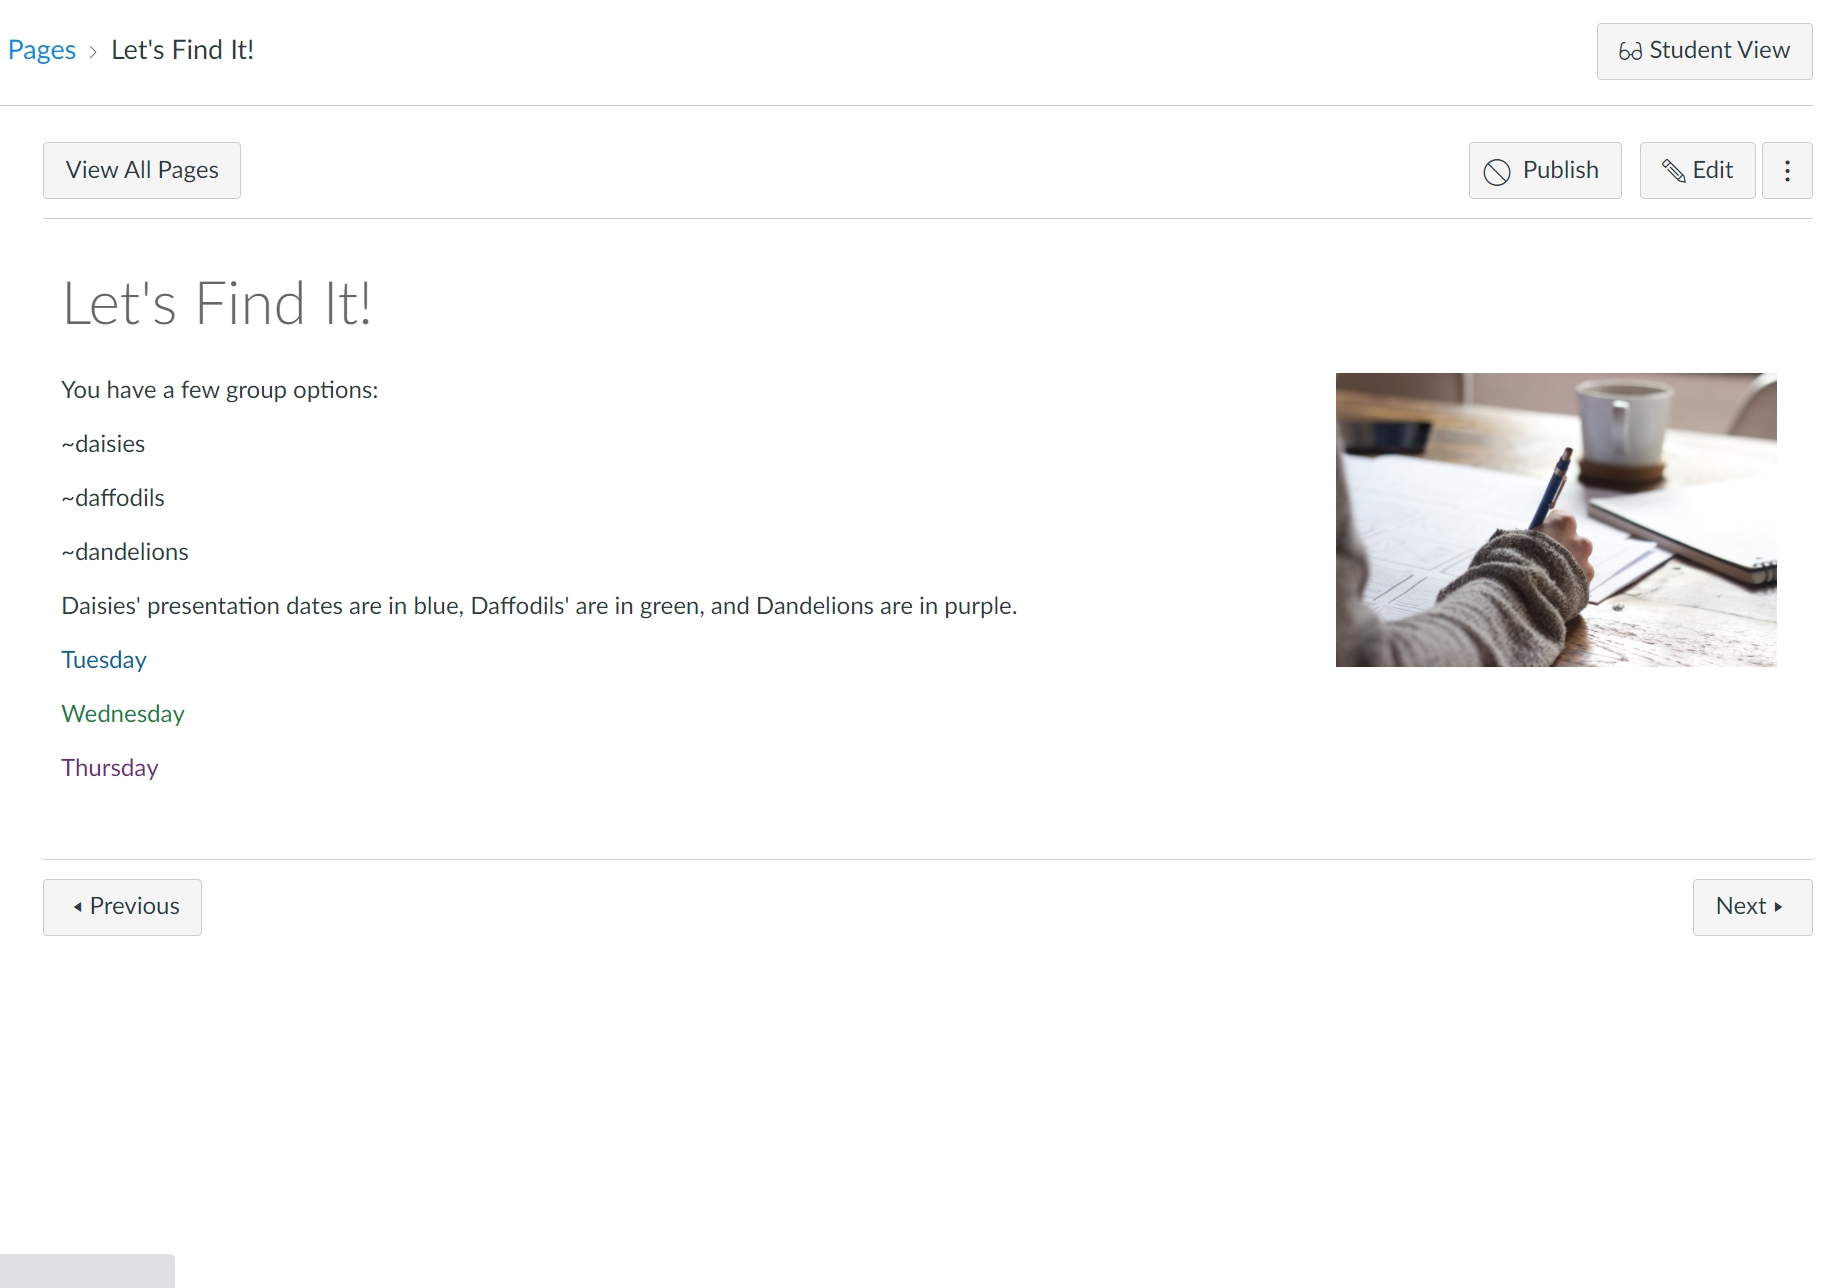 Pages > Let's Find It!
Student View
View All Pages
Publish
Edit
Let's Find It!
You have a few group options:
~daisies
~daffodils
~dandelions
Daisies' presentation dates are in blue, Daffodils' are in green, and Dandelions are in purple.
Tuesday
Wednesday
Thursday
Previous
Next